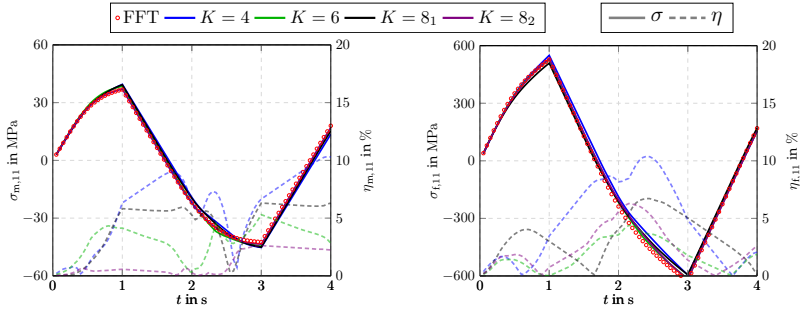 FFT K = 4 K = 6 K = 8₁ K = 8₂ σ η
60
30
0
−30
−60
σm,11 in MPa
20
15
10
5
0
ηm,11 in %
0 1 2 3 4
t in s
600
300
0
−300
−600
σf,11 in MPa
20
15
10
5
0
ηf,11 in %
0 1 2 3 4
t in s